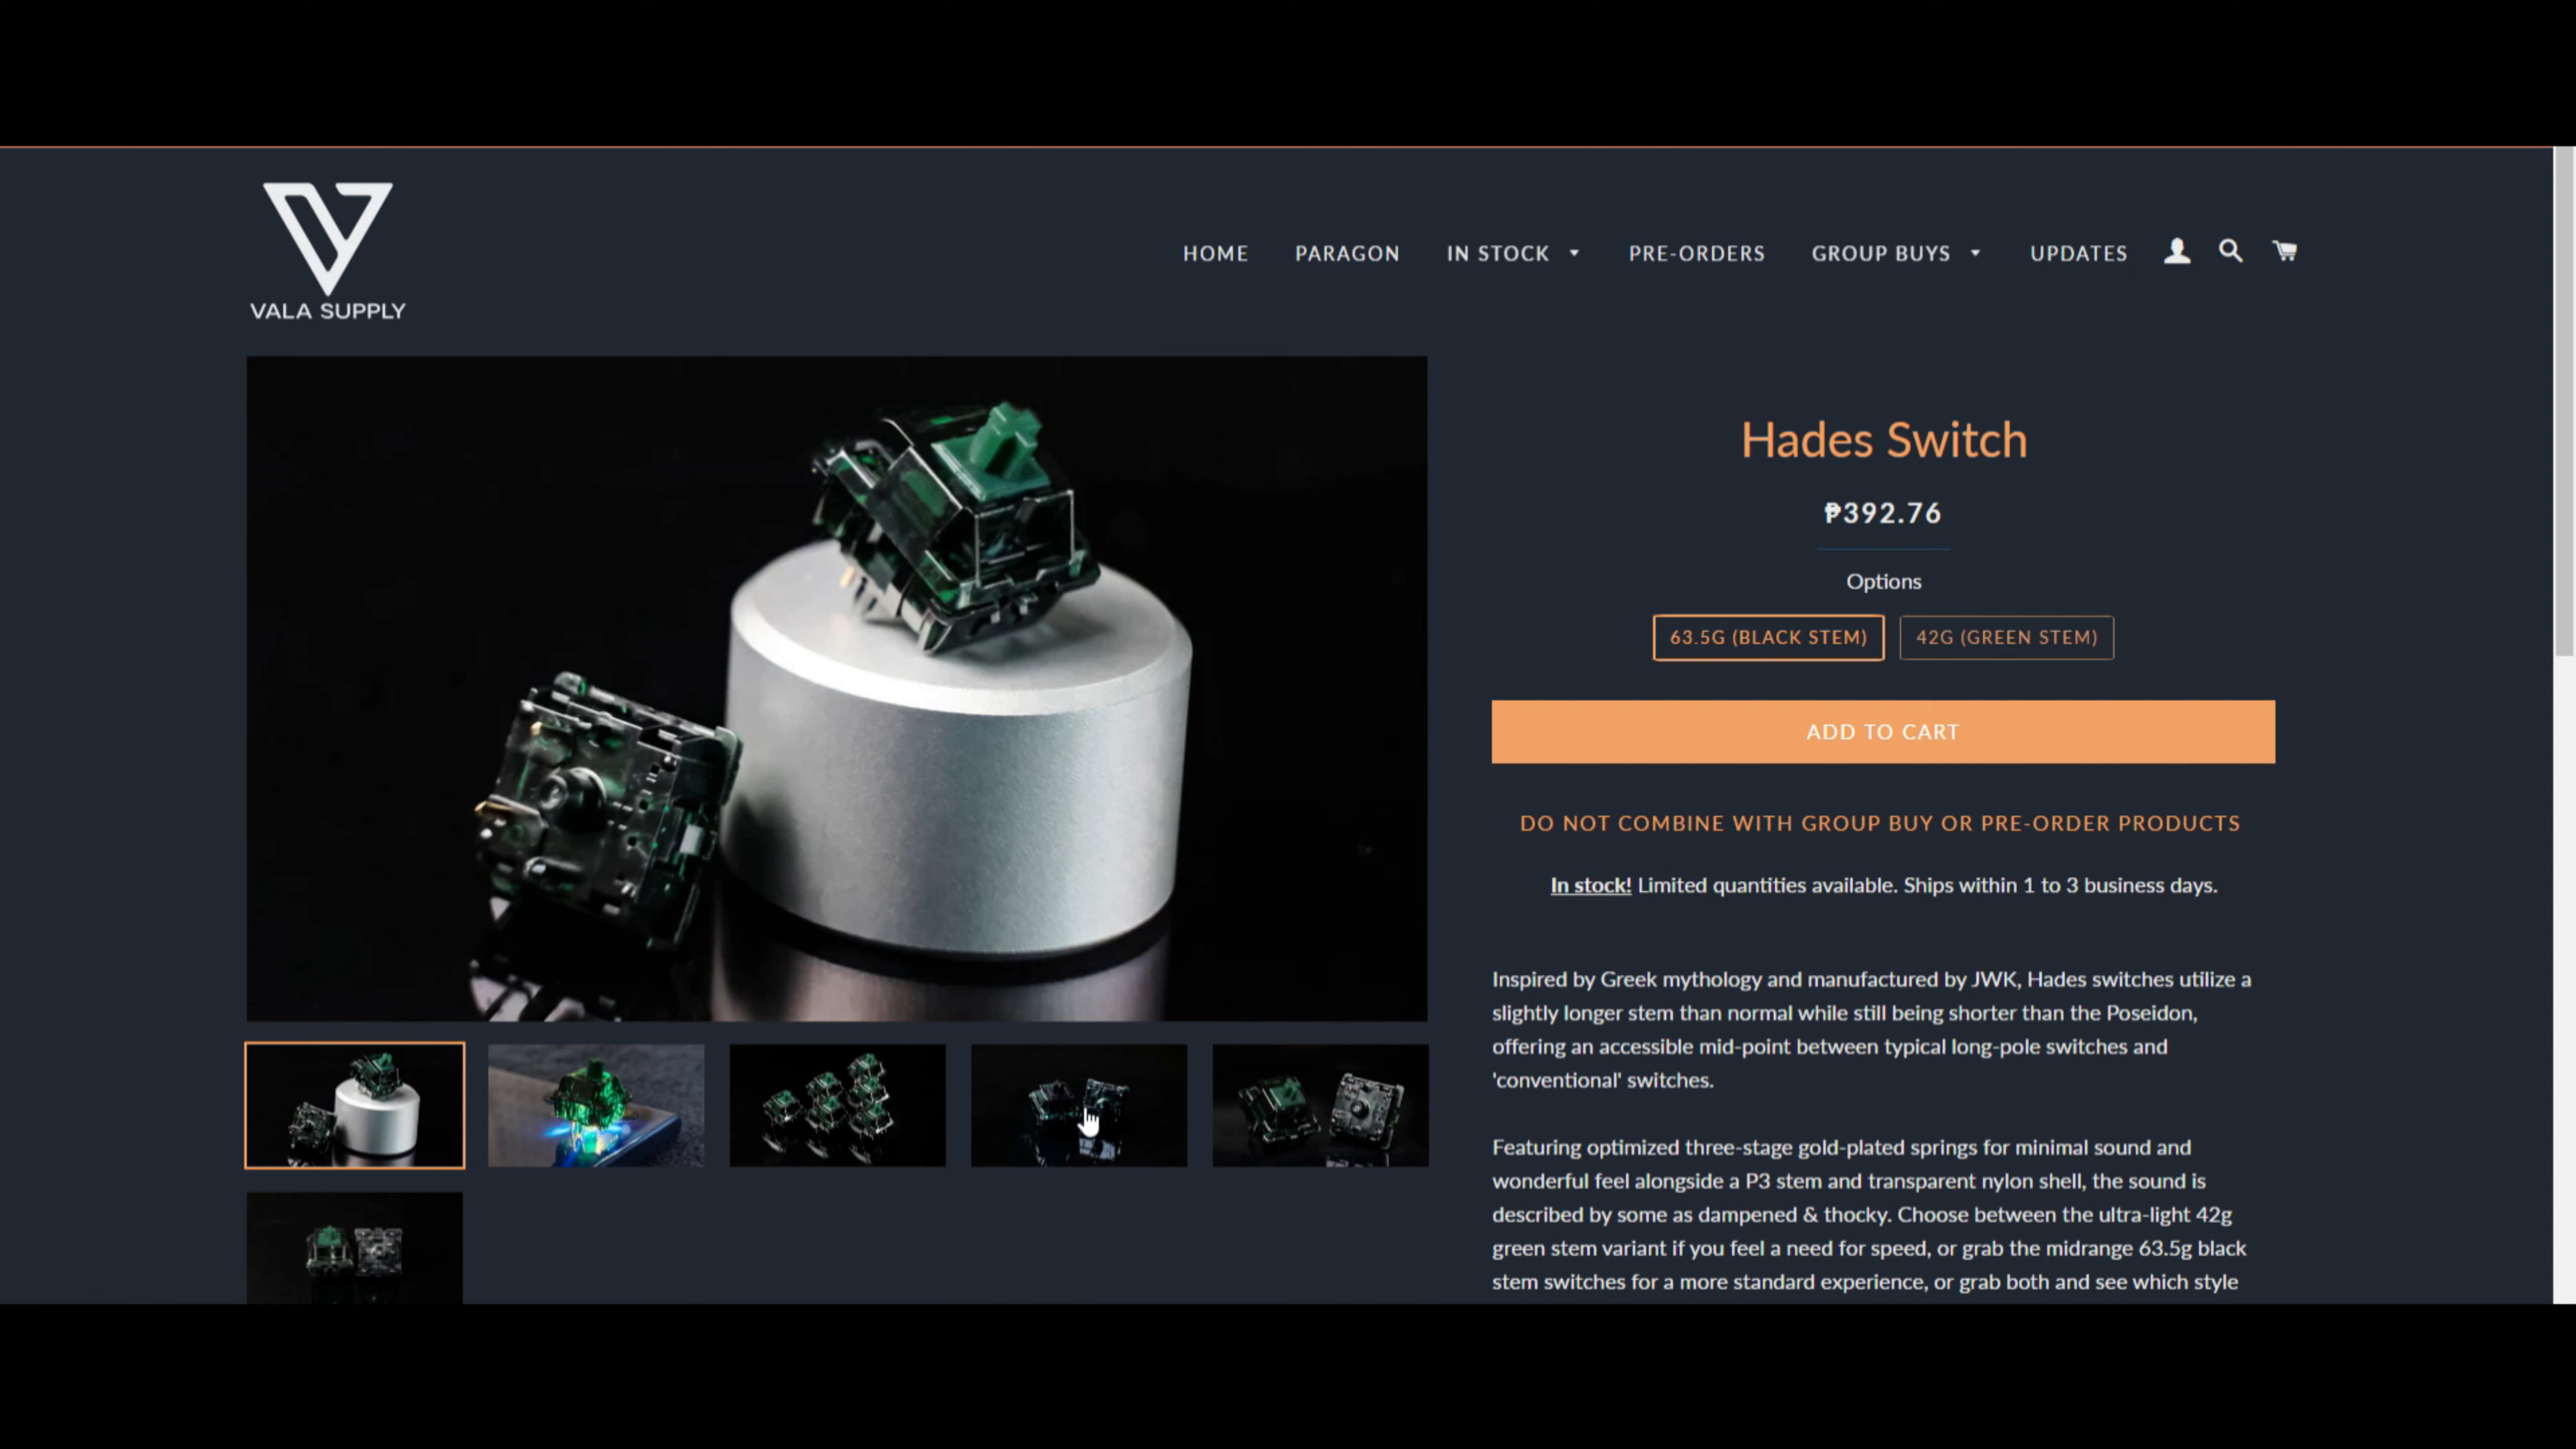 VALA SUPPLY
HOME PARAGON IN STOCK PRE-ORDERS GROUP BUYS UPDATES
Hades Switch
₱392.76
Options
63.5G (BLACK STEM) 42G (GREEN STEM)
ADD TO CART
DO NOT COMBINE WITH GROUP BUY OR PRE-ORDER PRODUCTS
In stock! Limited quantities available. Ships within 1 to 3 business days.
Inspired by Greek mythology and manufactured by JWK, Hades switches utilize a
slightly longer stem than normal while still being shorter than the Poseidon,
offering an accessible mid-point between typical long-pole switches and
'conventional' switches.
Featuring optimized three-stage gold-plated springs for minimal sound and
wonderful feel alongside a P3 stem and transparent nylon shell, the sound is
described by some as dampened & thocky. Choose between the ultra-light 42g
green stem variant if you feel a need for speed, or grab the midrange 63.5g black
stem switches for a more standard experience, or grab both and see which style